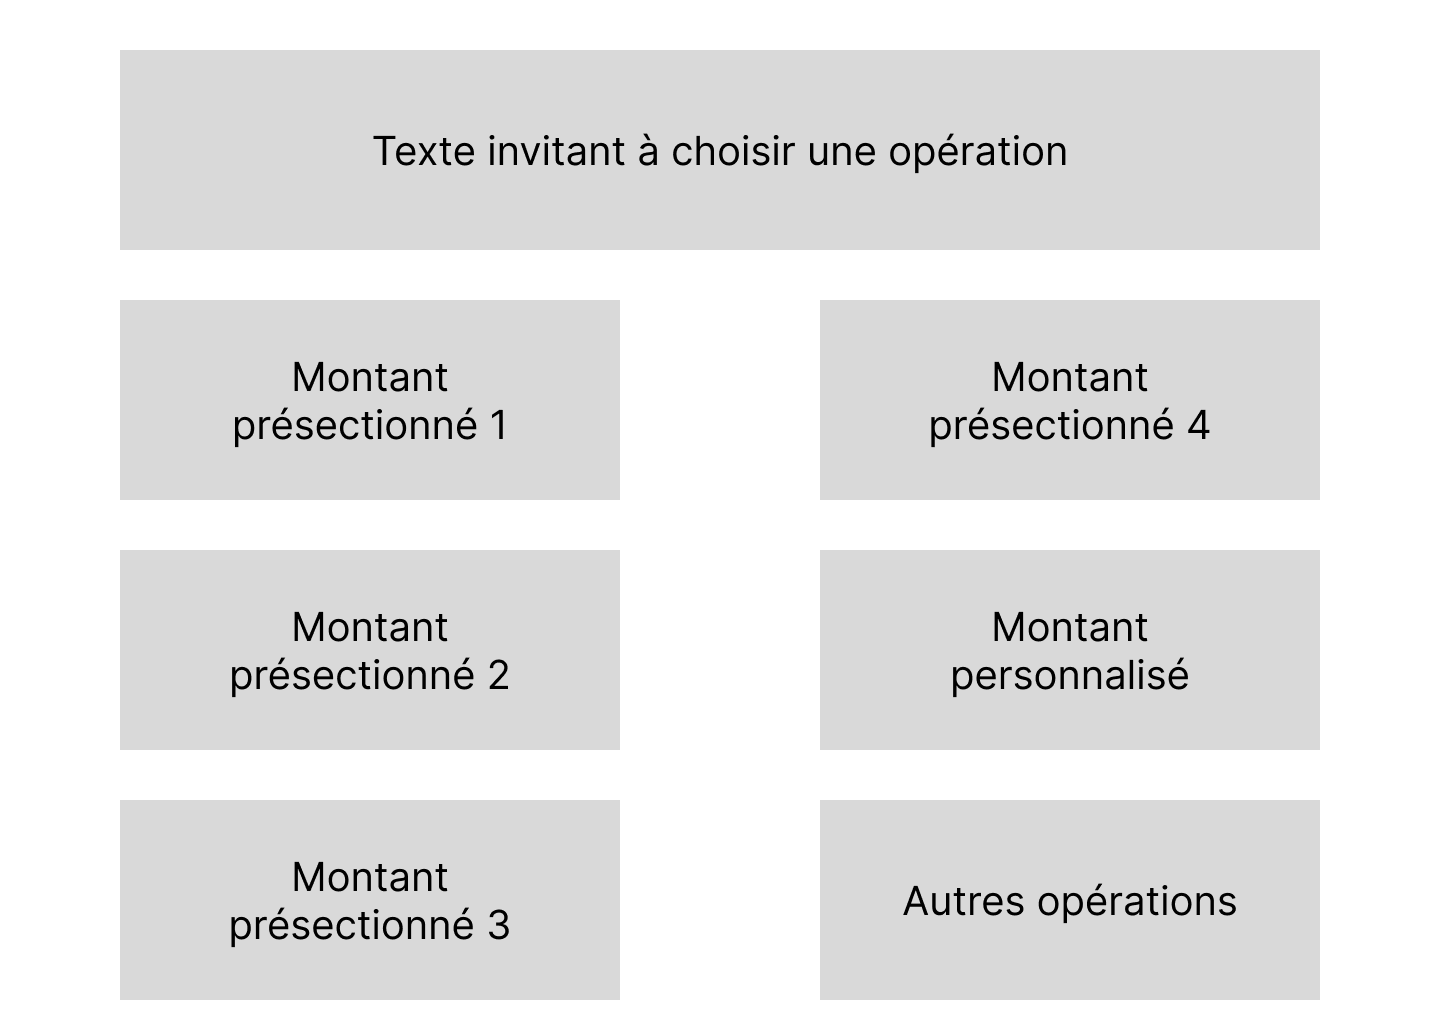 Texte invitant à choisir une opération
Montant
présectionné 1
Montant
présectionné 4
Montant
présectionné 2
Montant
personnalisé
Montant
présectionné 3
Autres opérations